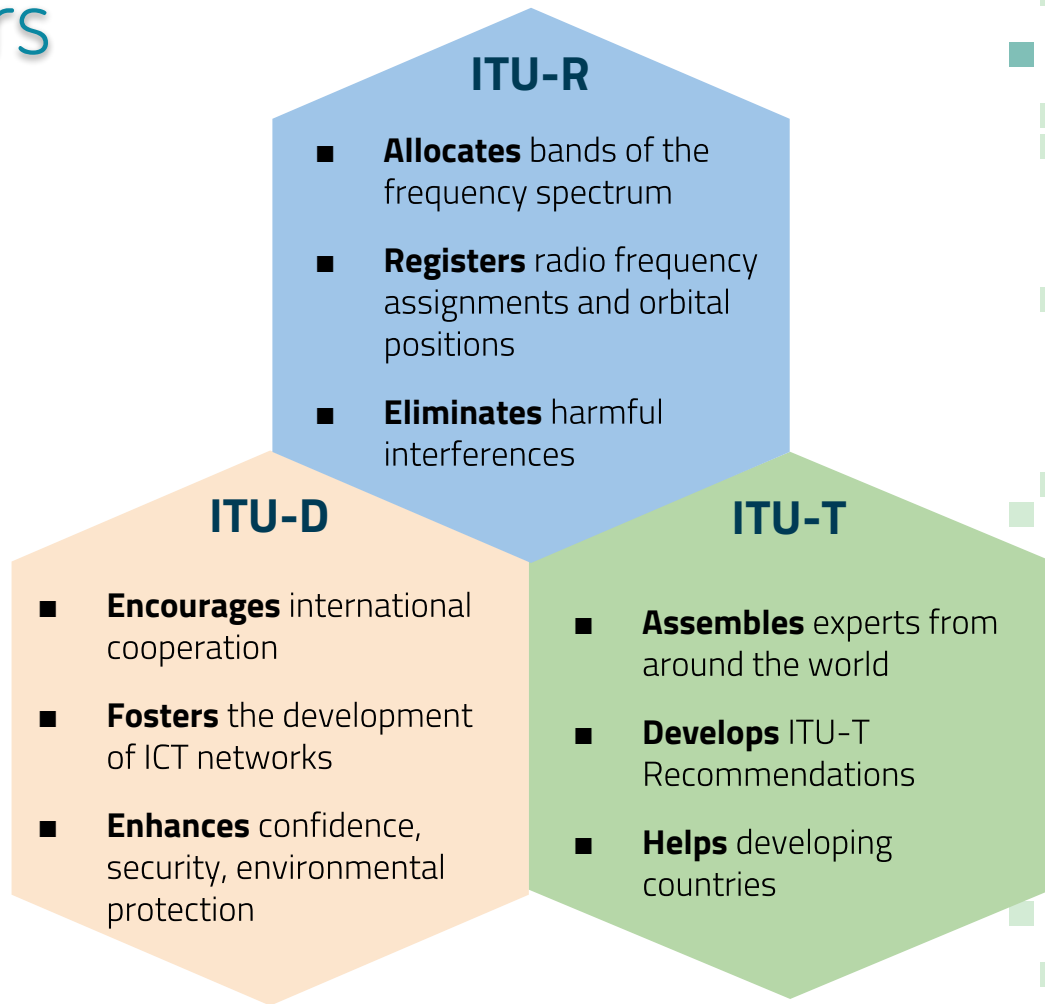 rs
ITU-R
■ Allocates bands of the
frequency spectrum
■ Registers radio frequency
assignments and orbital
positions
■ Eliminates harmful
interferences
ITU-D
■ Encourages international
cooperation
■ Fosters the development
of ICT networks
■ Enhances confidence,
security, environmental
protection
ITU-T
■ Assembles experts from
around the world
■ Develops ITU-T
Recommendations
■ Helps developing
countries